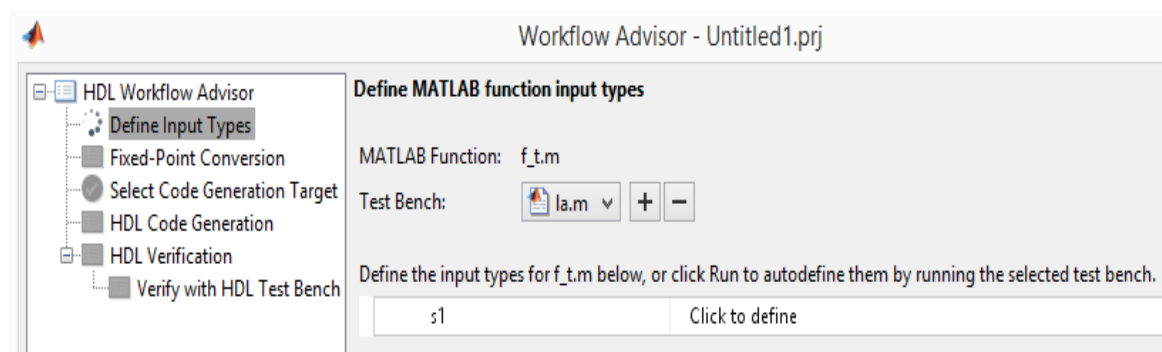 Workflow Advisor - Untitled1.prj
HDL Workflow Advisor
Define Input Types
Fixed-Point Conversion
Select Code Generation Target
HDL Code Generation
HDL Verification
Verify with HDL Test Bench
Define MATLAB function input types
MATLAB Function: f_t.m
Test Bench: la.m
Define the input types for f_t.m below, or click Run to autodefine them by running the selected test bench.
s1 Click to define